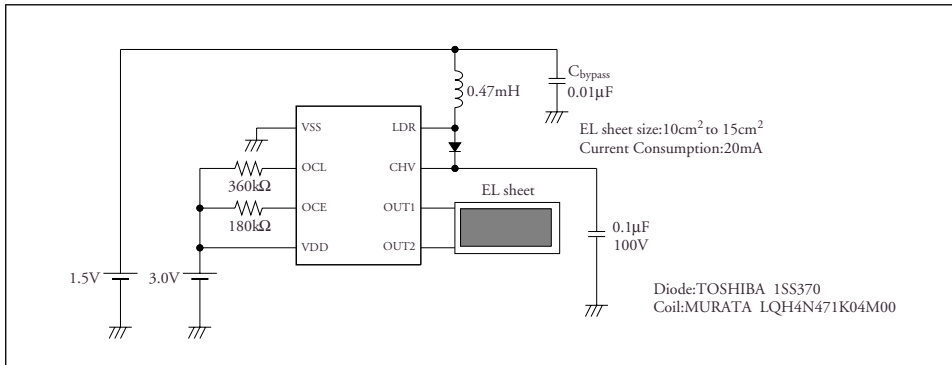 Cbypass
0.01μF
0.47mH
EL sheet size:10cm² to 15cm²
Current Consumption:20mA
VSS
LDR
OCL
CHV
360kΩ
EL sheet
OCE
OUT1
180kΩ
0.1μF
100V
VDD
OUT2
1.5V
3.0V
Diode:TOSHIBA 1SS370
Coil:MURATA LQH4N471K04M00